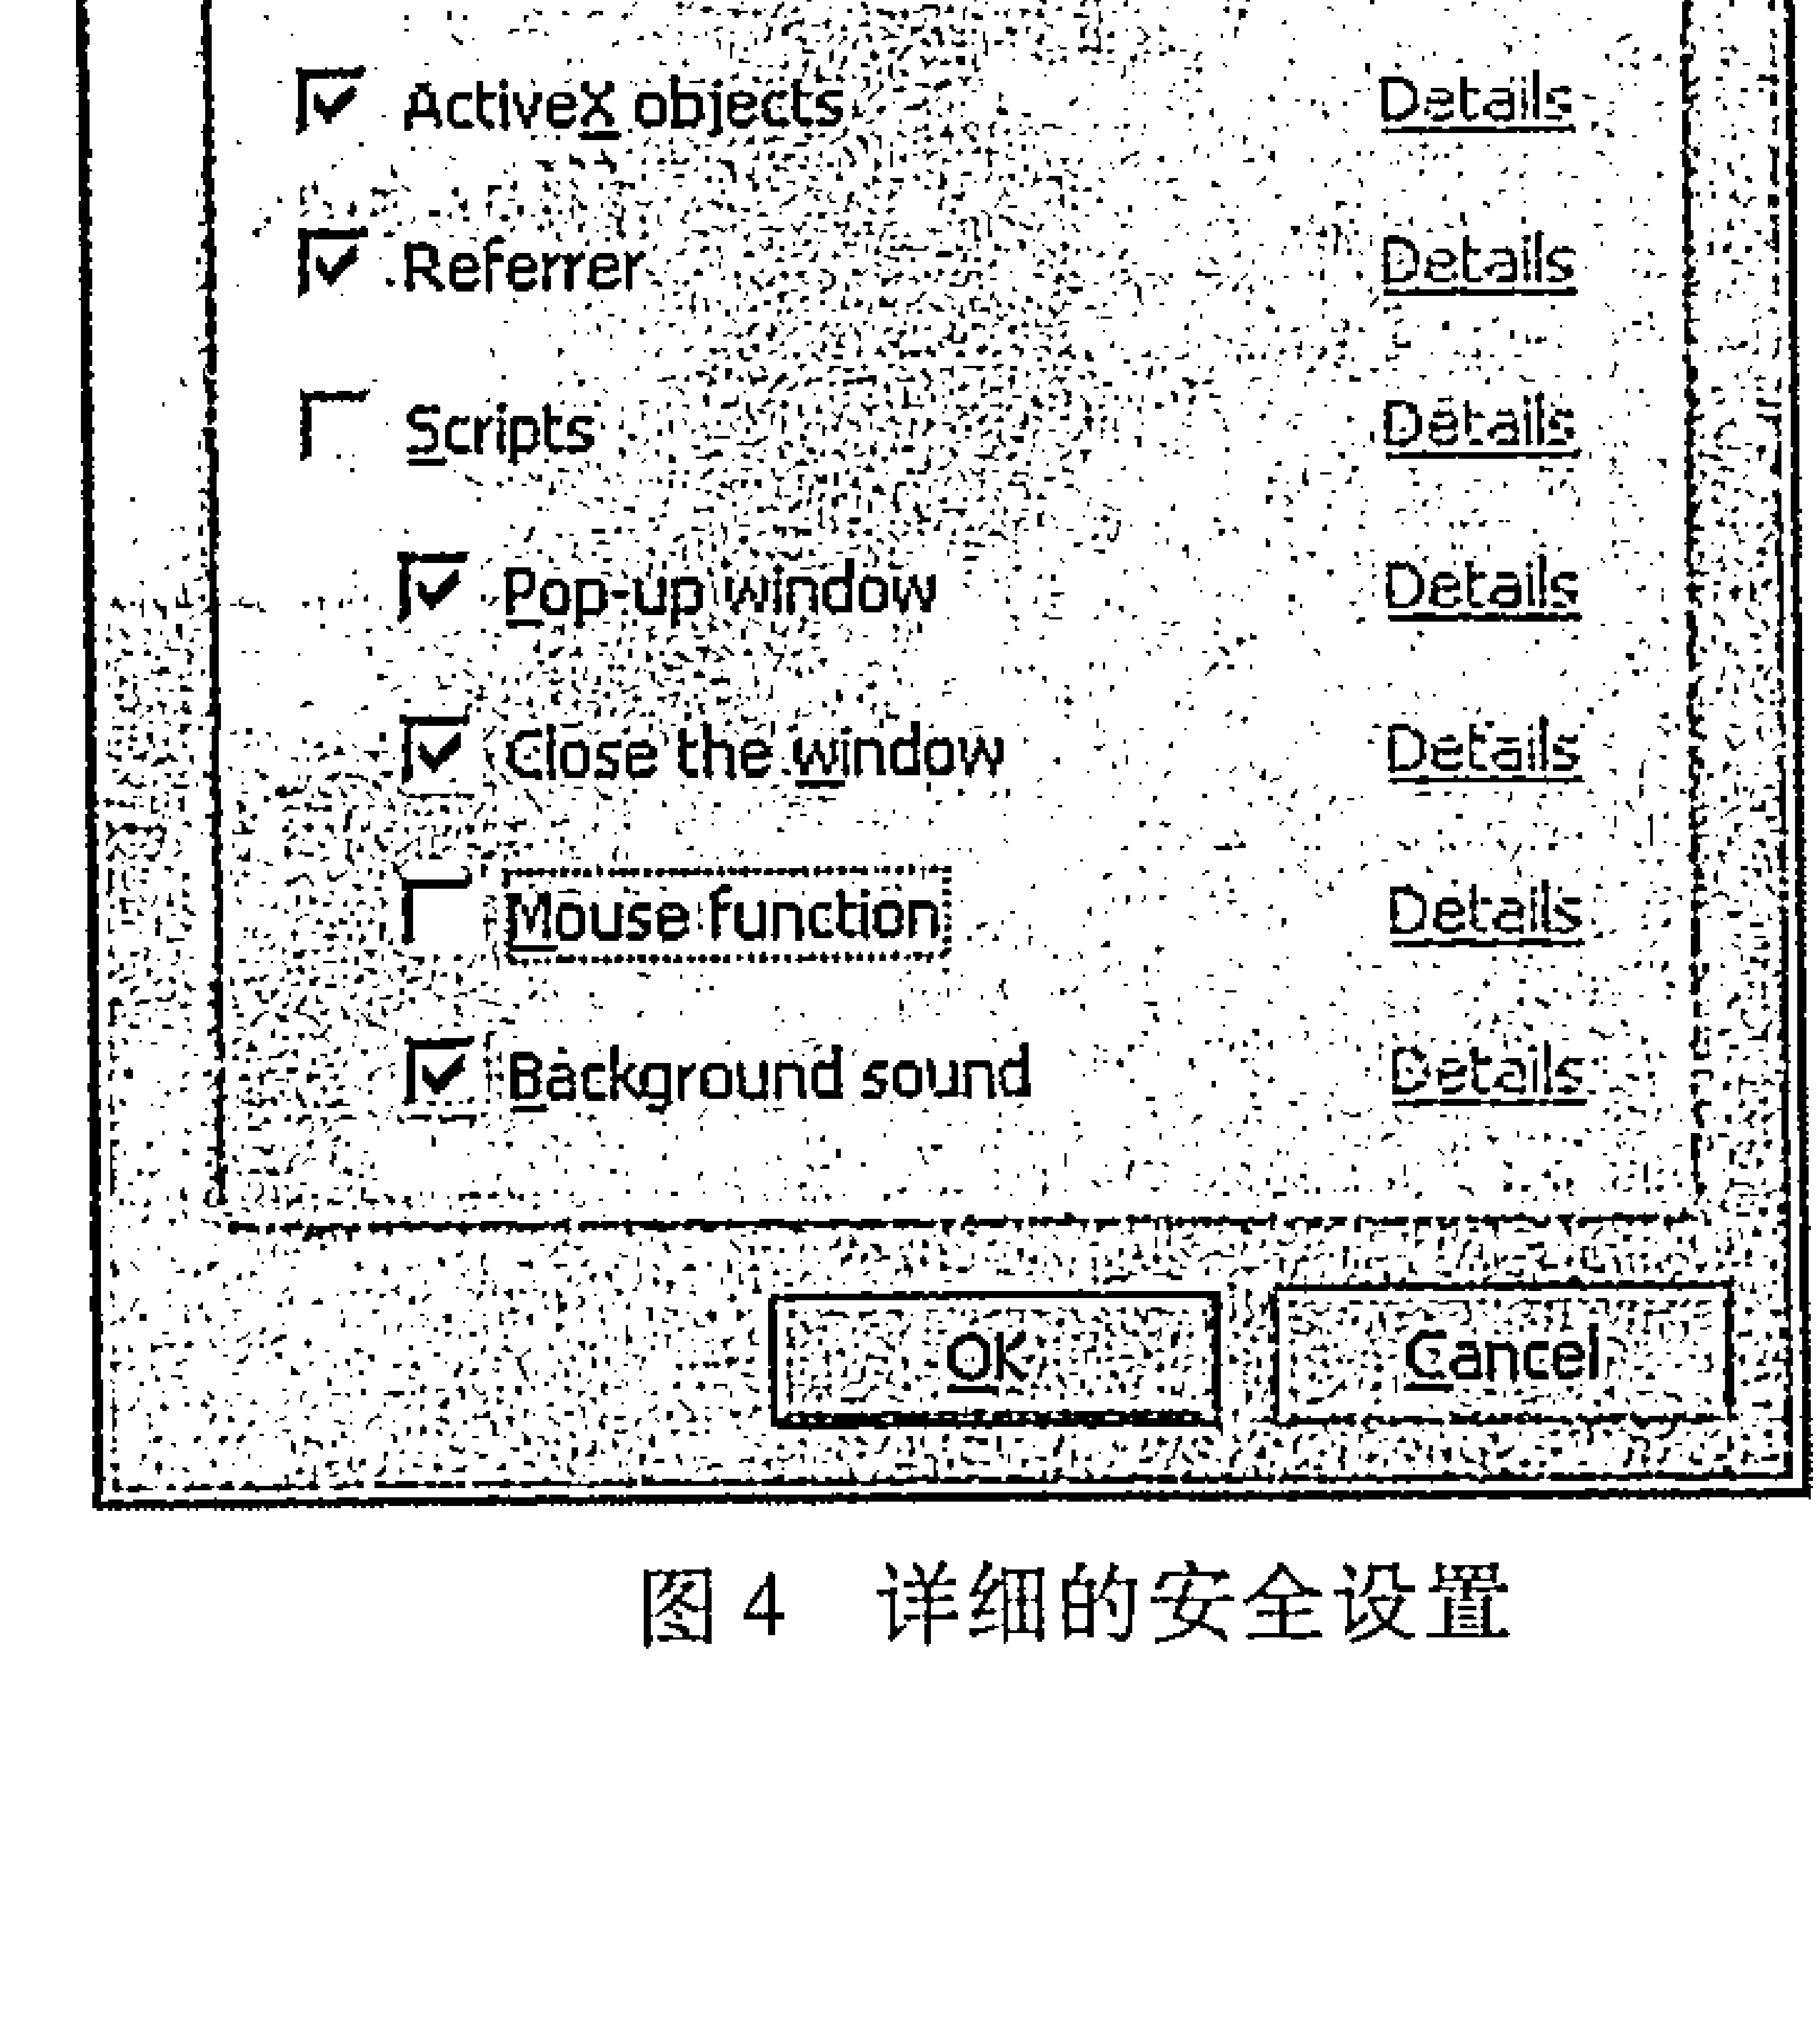 ActiveX objects Details
Referrer Details
Scripts Details
Pop-up window Details
Close the window Details
Mouse function Details
Background sound Details
OK Cancel
图4 详细的安全设置